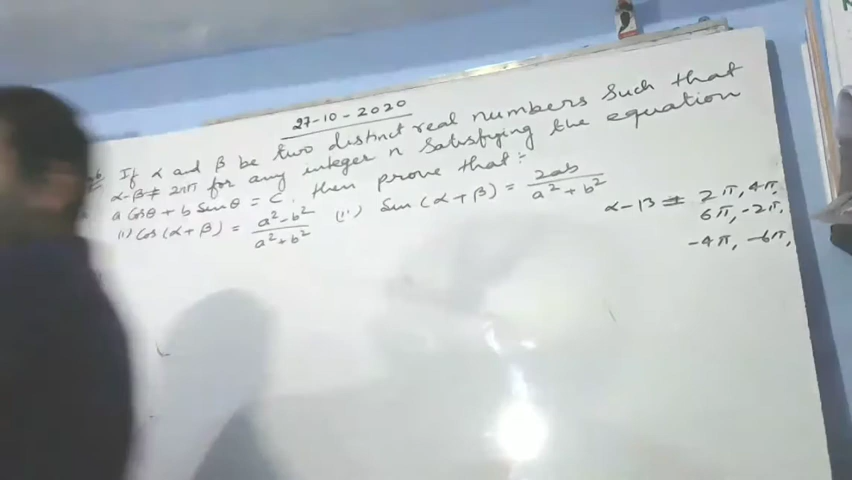 27-10-2020
If α and β be two distinct real numbers such that
α-β ≠ 2nπ for any integer n satisfying the equation
a cosθ + b sinθ = c, then prove that:-
(i) cos(α+β) = a²-b² / a²+b² (ii) sin(α+β) = 2ab / a²+b²
α-β ≠ 2π, 4π,
6π, -2π,
-4π, -6π,